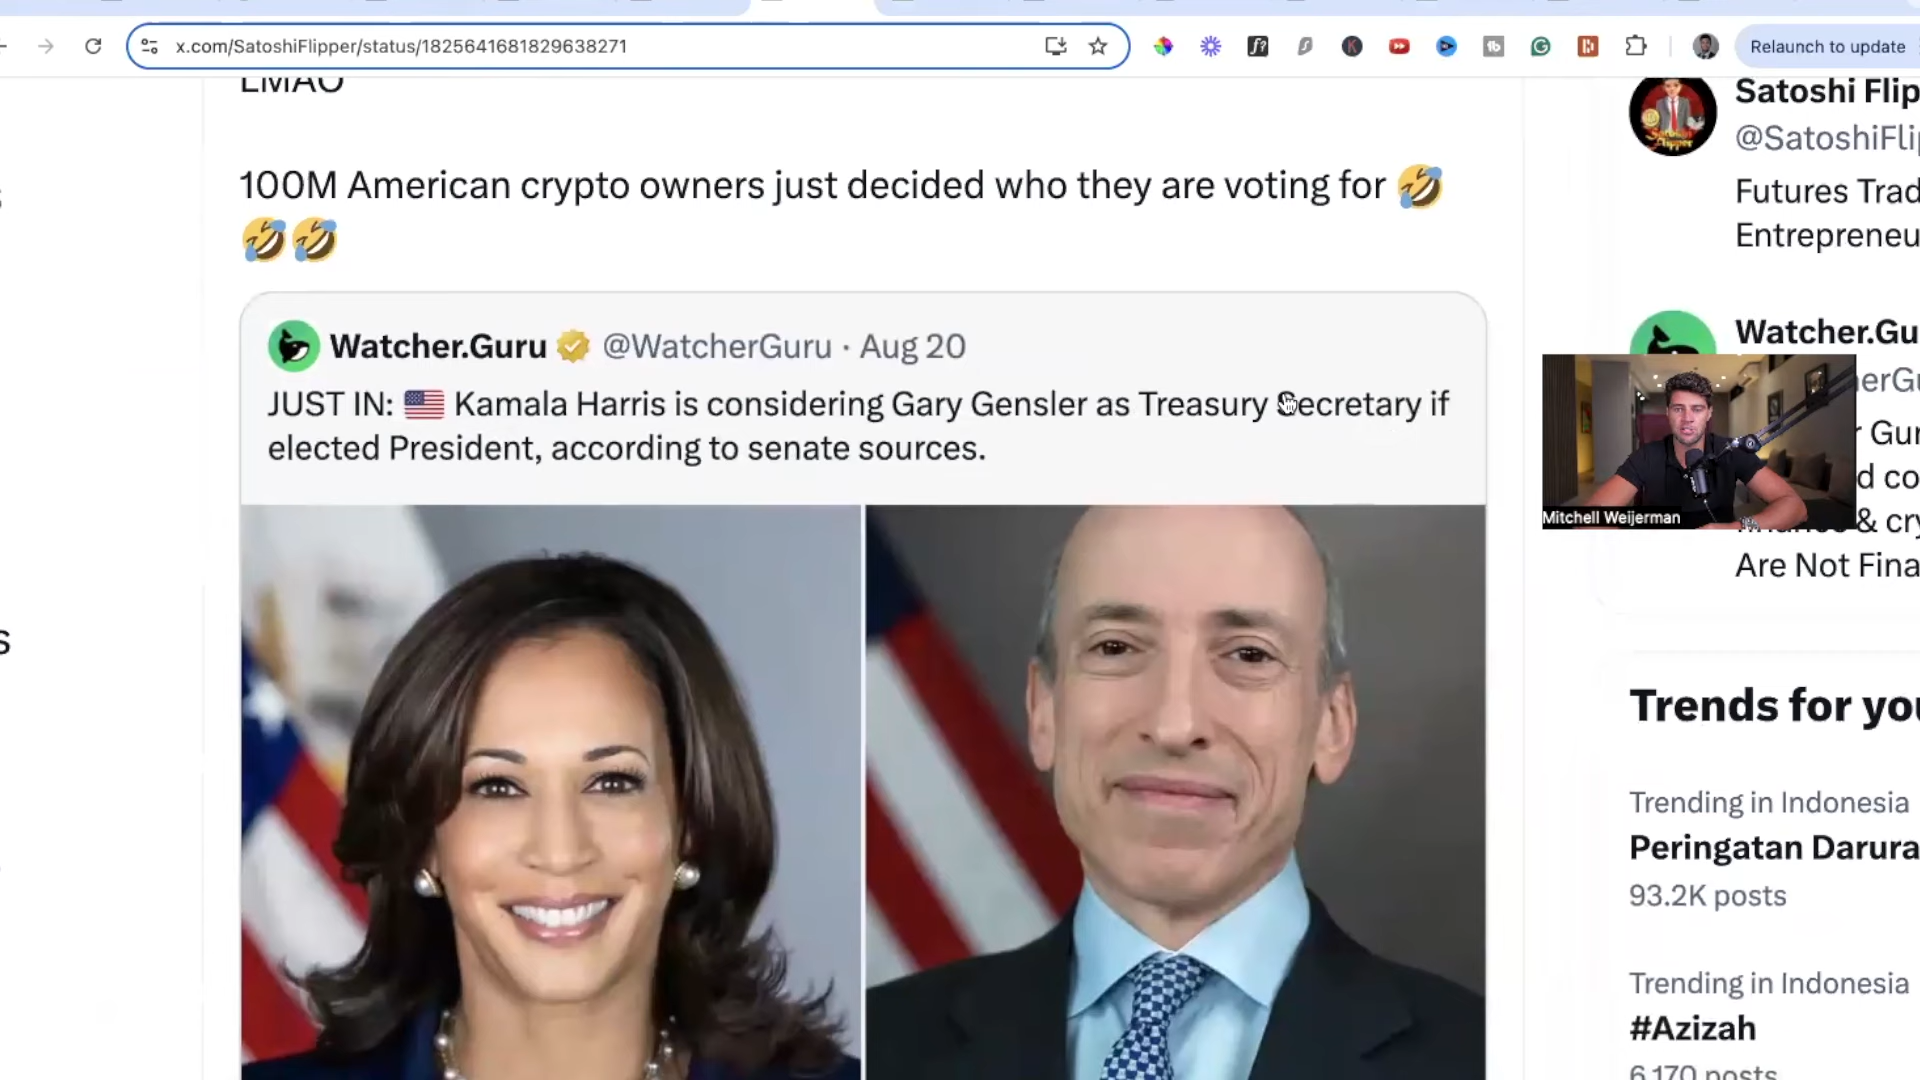 x.com/SatoshiFlipper/status/1825641681829638271
Relaunch to update
LMAO
100M American crypto owners just decided who they are voting for 🤣
🤣🤣
Watcher.Guru @WatcherGuru · Aug 20
JUST IN: 🇺🇸 Kamala Harris is considering Gary Gensler as Treasury Secretary if
elected President, according to senate sources.
Satoshi Flip
@SatoshiFli
Futures Trad
Entrepreneu
Watcher.Gu
erGu
r Gur
d co
& cry
Are Not Fina
Mitchell Weijerman
Trends for you
Trending in Indonesia
Peringatan Darura
93.2K posts
Trending in Indonesia
#Azizah
6,170 posts